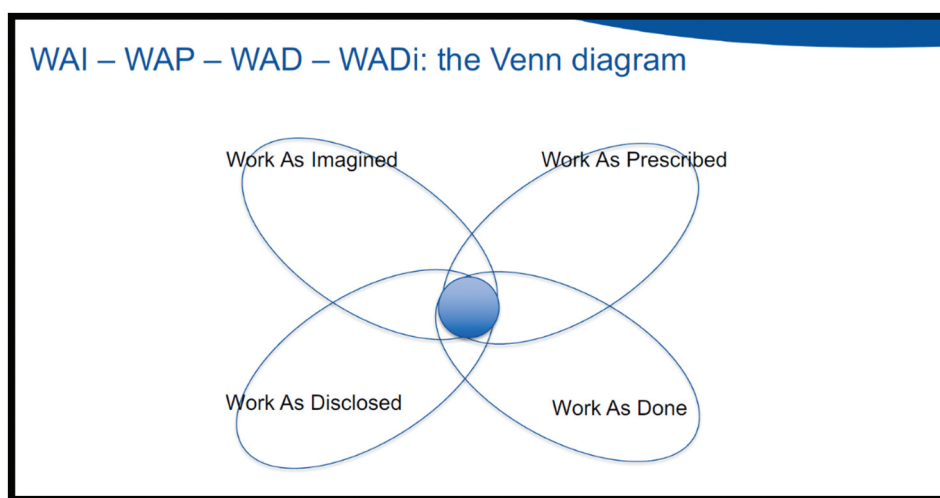 WAI – WAP – WAD – WADi: the Venn diagram
Work As Imagined
Work As Prescribed
Work As Disclosed
Work As Done